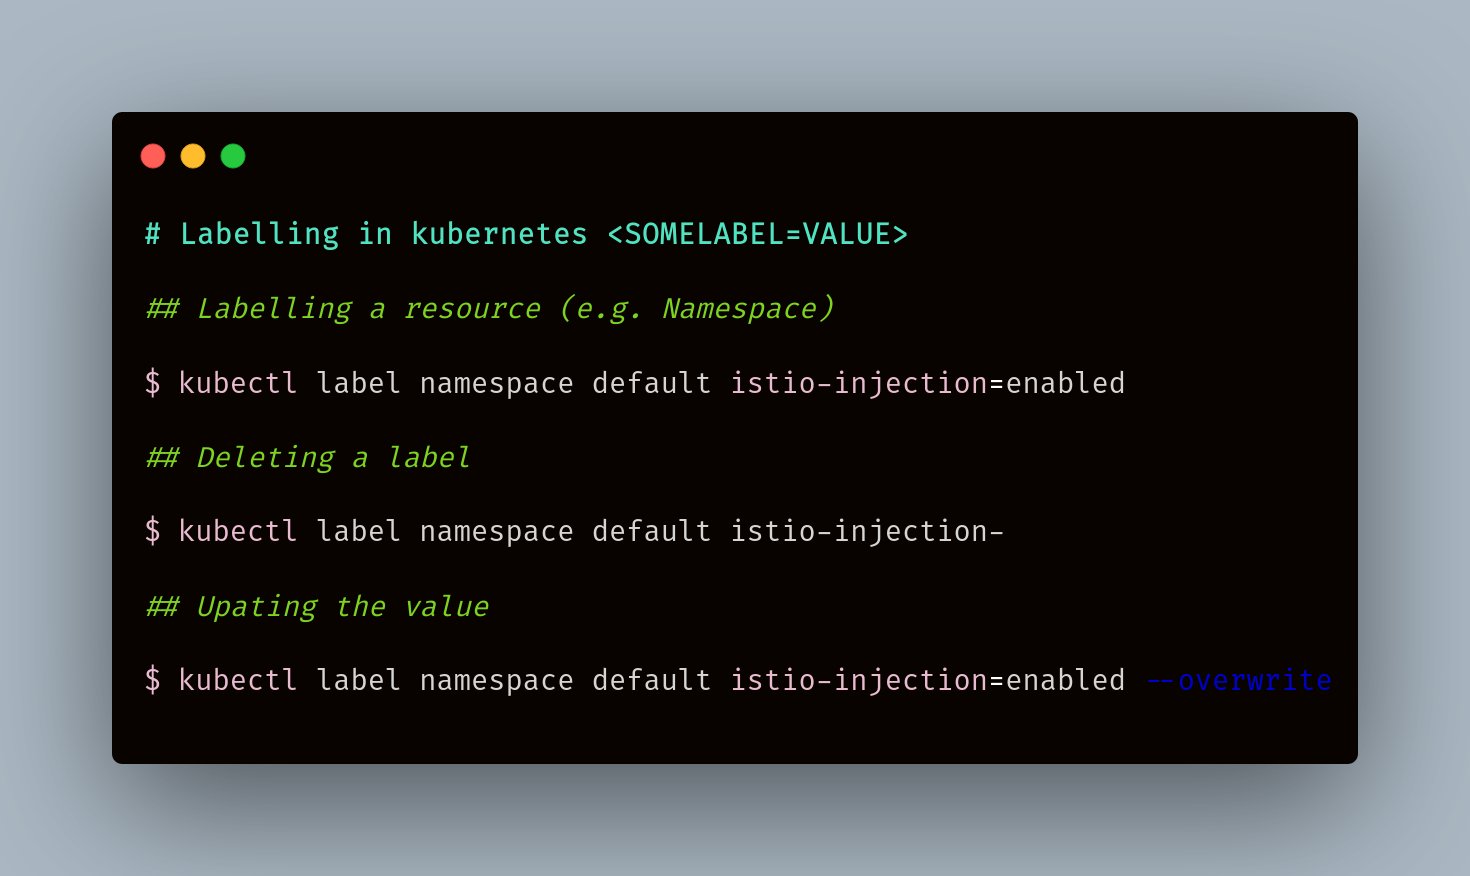 # Labelling in kubernetes <SOMELABEL=VALUE>
## Labelling a resource (e.g. Namespace)
$ kubectl label namespace default istio-injection=enabled
## Deleting a label
$ kubectl label namespace default istio-injection-
## Upating the value
$ kubectl label namespace default istio-injection=enabled --overwrite